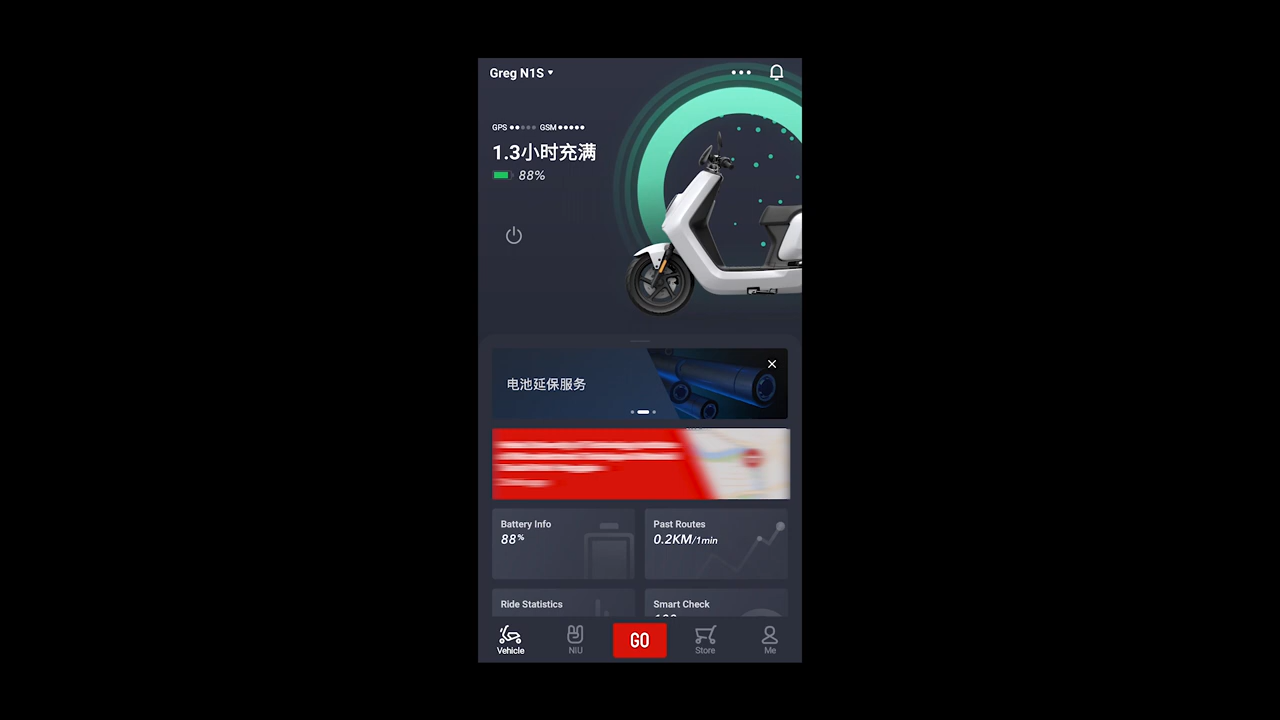 Greg N1S
GPS GSM
1.3小时充满
88%
电池延保服务
Battery Info
88%
Past Routes
0.2KM/1min
Ride Statistics
Smart Check
GO
Vehicle
NIU
Store
Me